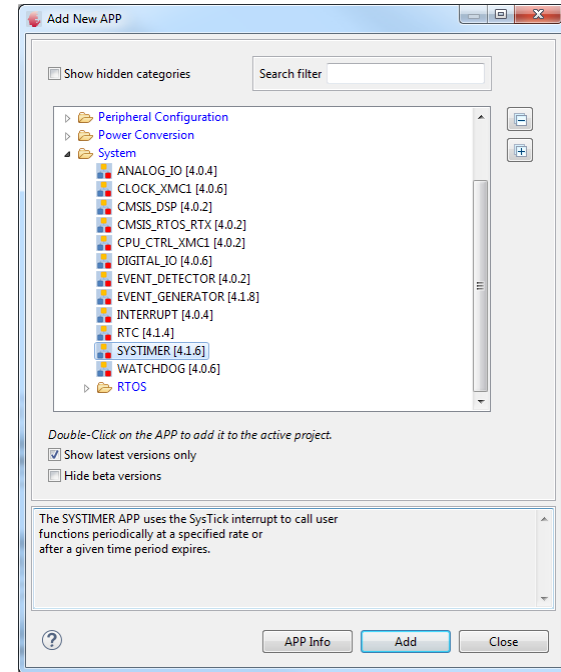 Add New APP
Show hidden categories
Search filter
Peripheral Configuration
Power Conversion
System
ANALOG_IO [4.0.4]
CLOCK_XMC1 [4.0.6]
CMSIS_DSP [4.0.2]
CMSIS_RTOS_RTX [4.0.2]
CPU_CTRL_XMC1 [4.0.2]
DIGITAL_IO [4.0.6]
EVENT_DETECTOR [4.0.2]
EVENT_GENERATOR [4.1.8]
INTERRUPT [4.0.4]
RTC [4.1.4]
SYSTIMER [4.1.6]
WATCHDOG [4.0.6]
RTOS
Double-Click on the APP to add it to the active project.
Show latest versions only
Hide beta versions
The SYSTIMER APP uses the SysTick interrupt to call user
functions periodically at a specified rate or
after a given time period expires.
?
APP Info
Add
Close